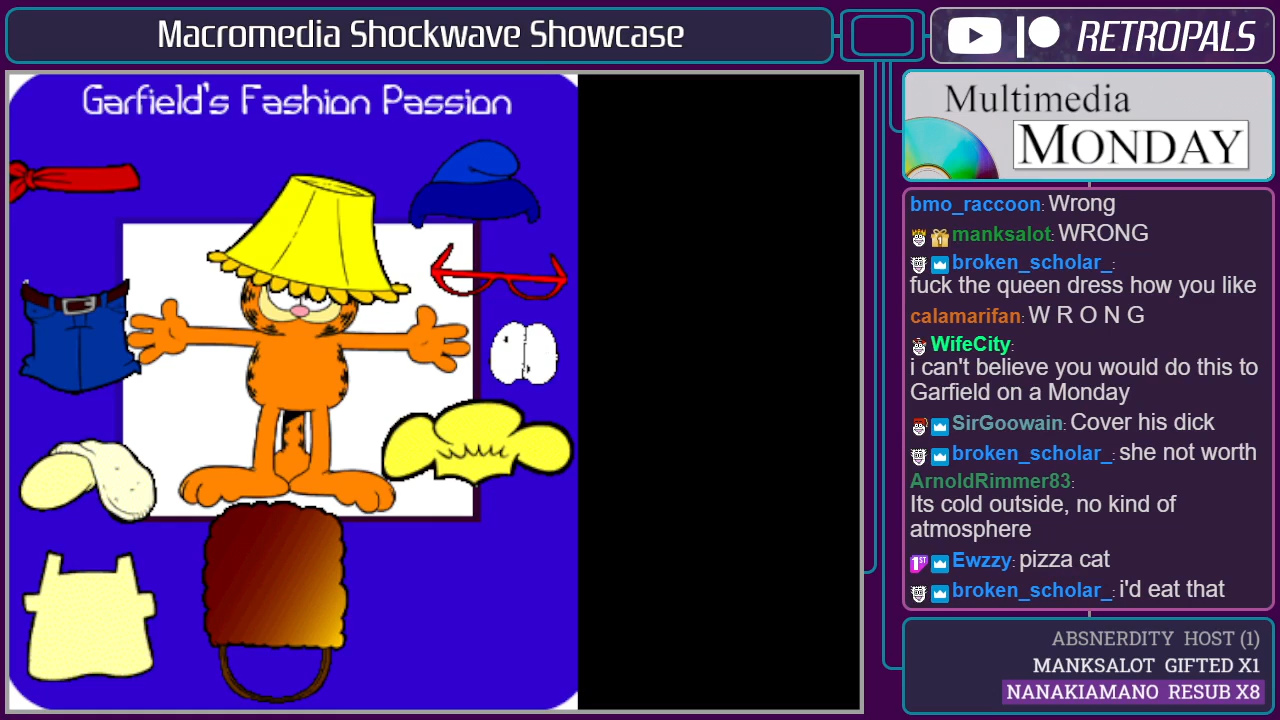 Macromedia Shockwave Showcase
RETROPALS
Garfield's Fashion Passion
Multimedia
MONDAY
bmo_raccoon: Wrong
manksalot: WRONG
broken_scholar_:
fuck the queen dress how you like
calamarifan: W R O N G
WifeCity:
i can't believe you would do this to
Garfield on a Monday
SirGoowain: Cover his dick
broken_scholar_: she not worth
ArnoldRimmer83:
Its cold outside, no kind of
atmosphere
1ST Ewzzy: pizza cat
broken_scholar_: i'd eat that
ABSNERDITY HOST (1)
MANKSALOT GIFTED X1
NANAKIAMANO RESUB X8